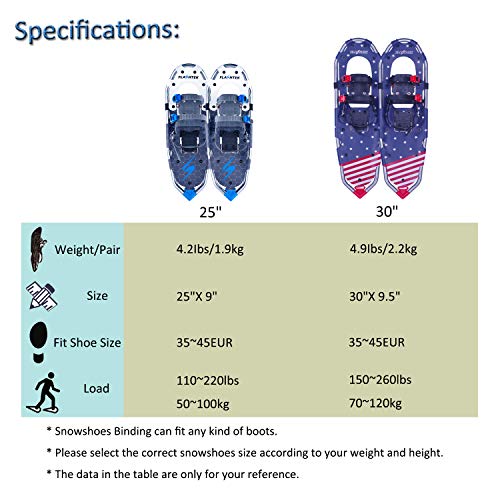 Specifications:
25"
30"
Weight/Pair 4.2lbs/1.9kg 4.9lbs/2.2kg
Size 25"X 9" 30"X 9.5"
Fit Shoe Size 35~45EUR 35~45EUR
Load 110~220lbs 150~260lbs
50~100kg 70~120kg
* Snowshoes Binding can fit any kind of boots.
* Please select the correct snowshoes size according to your weight and height.
* The data in the table are only for your reference.